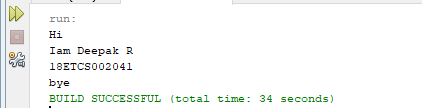 run:
Hi
Iam Deepak R
18ETCS002041
bye
BUILD SUCCESSFUL (total time: 34 seconds)